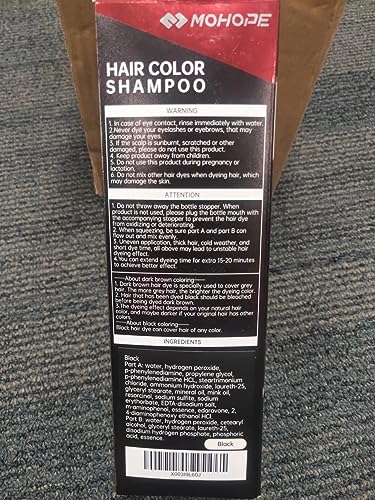 MOHOPE
HAIR COLOR
SHAMPOO
WARNING
1. In case of eye contact, rinse immediately with water.
2.Never dye your eyelashes or eyebrows, that may
damage your eyes.
3. If the scalp is sunburnt, scratched or other
damaged, please do not use this product.
4. Keep product away from children.
5. Do not use this product during pregnancy or
lactation.
6. Do not mix other hair dyes when dyeing hair, which
may damage the skin.
ATTENTION
1. Do not throw away the bottle stopper. When
product is not used, please plug the bottle mouth with
the accompanying stopper to prevent the hair dye
from oxidizing or deteriorating.
2. When squeezing, be sure part A and part B can
flow out and mix evenly.
3. Uneven application, thick hair, cold weather, and
short dye time, all above may lead to unstable hair
dyeing effect.
4.You can extend dyeing time for extra 15-20 minutes
to achieve better effect.
——About dark brown coloring——
1. Dark brown hair dye is specially used to cover grey
hair. The more grey hair, the brighter the dyeing color.
2. Hair that has been dyed black should be bleached
before being dyed dark brown.
3.The dyeing effect depends on your natural hair
color, and maybe darker if your original hair has other
colors.
——About black coloring——
Black hair dye can cover hair of any color.
INGREDIENTS
Black
Part A: water, hydrogen peroxide,
p-phenylenediamine, propylene glycol,
p-phenylenediamine HCL, steartrimonium
chloride, ammonium hydroxide, laureth-25,
glyceryl stearate, mineral oil, mink oil,
resorcinol, sodium sulfite, sodium
erythorbate, EDTA-disodium salt,
m-aminophenol, essence, edaravone, 2,
4-diaminophenoxy ethanol HCl
Part B: water, hydrogen peroxide, cetearyl
alcohol, glyceryl stearate, laureth-25,
disodium hydrogen phosphate, phosphoric
acid, essence.
Black